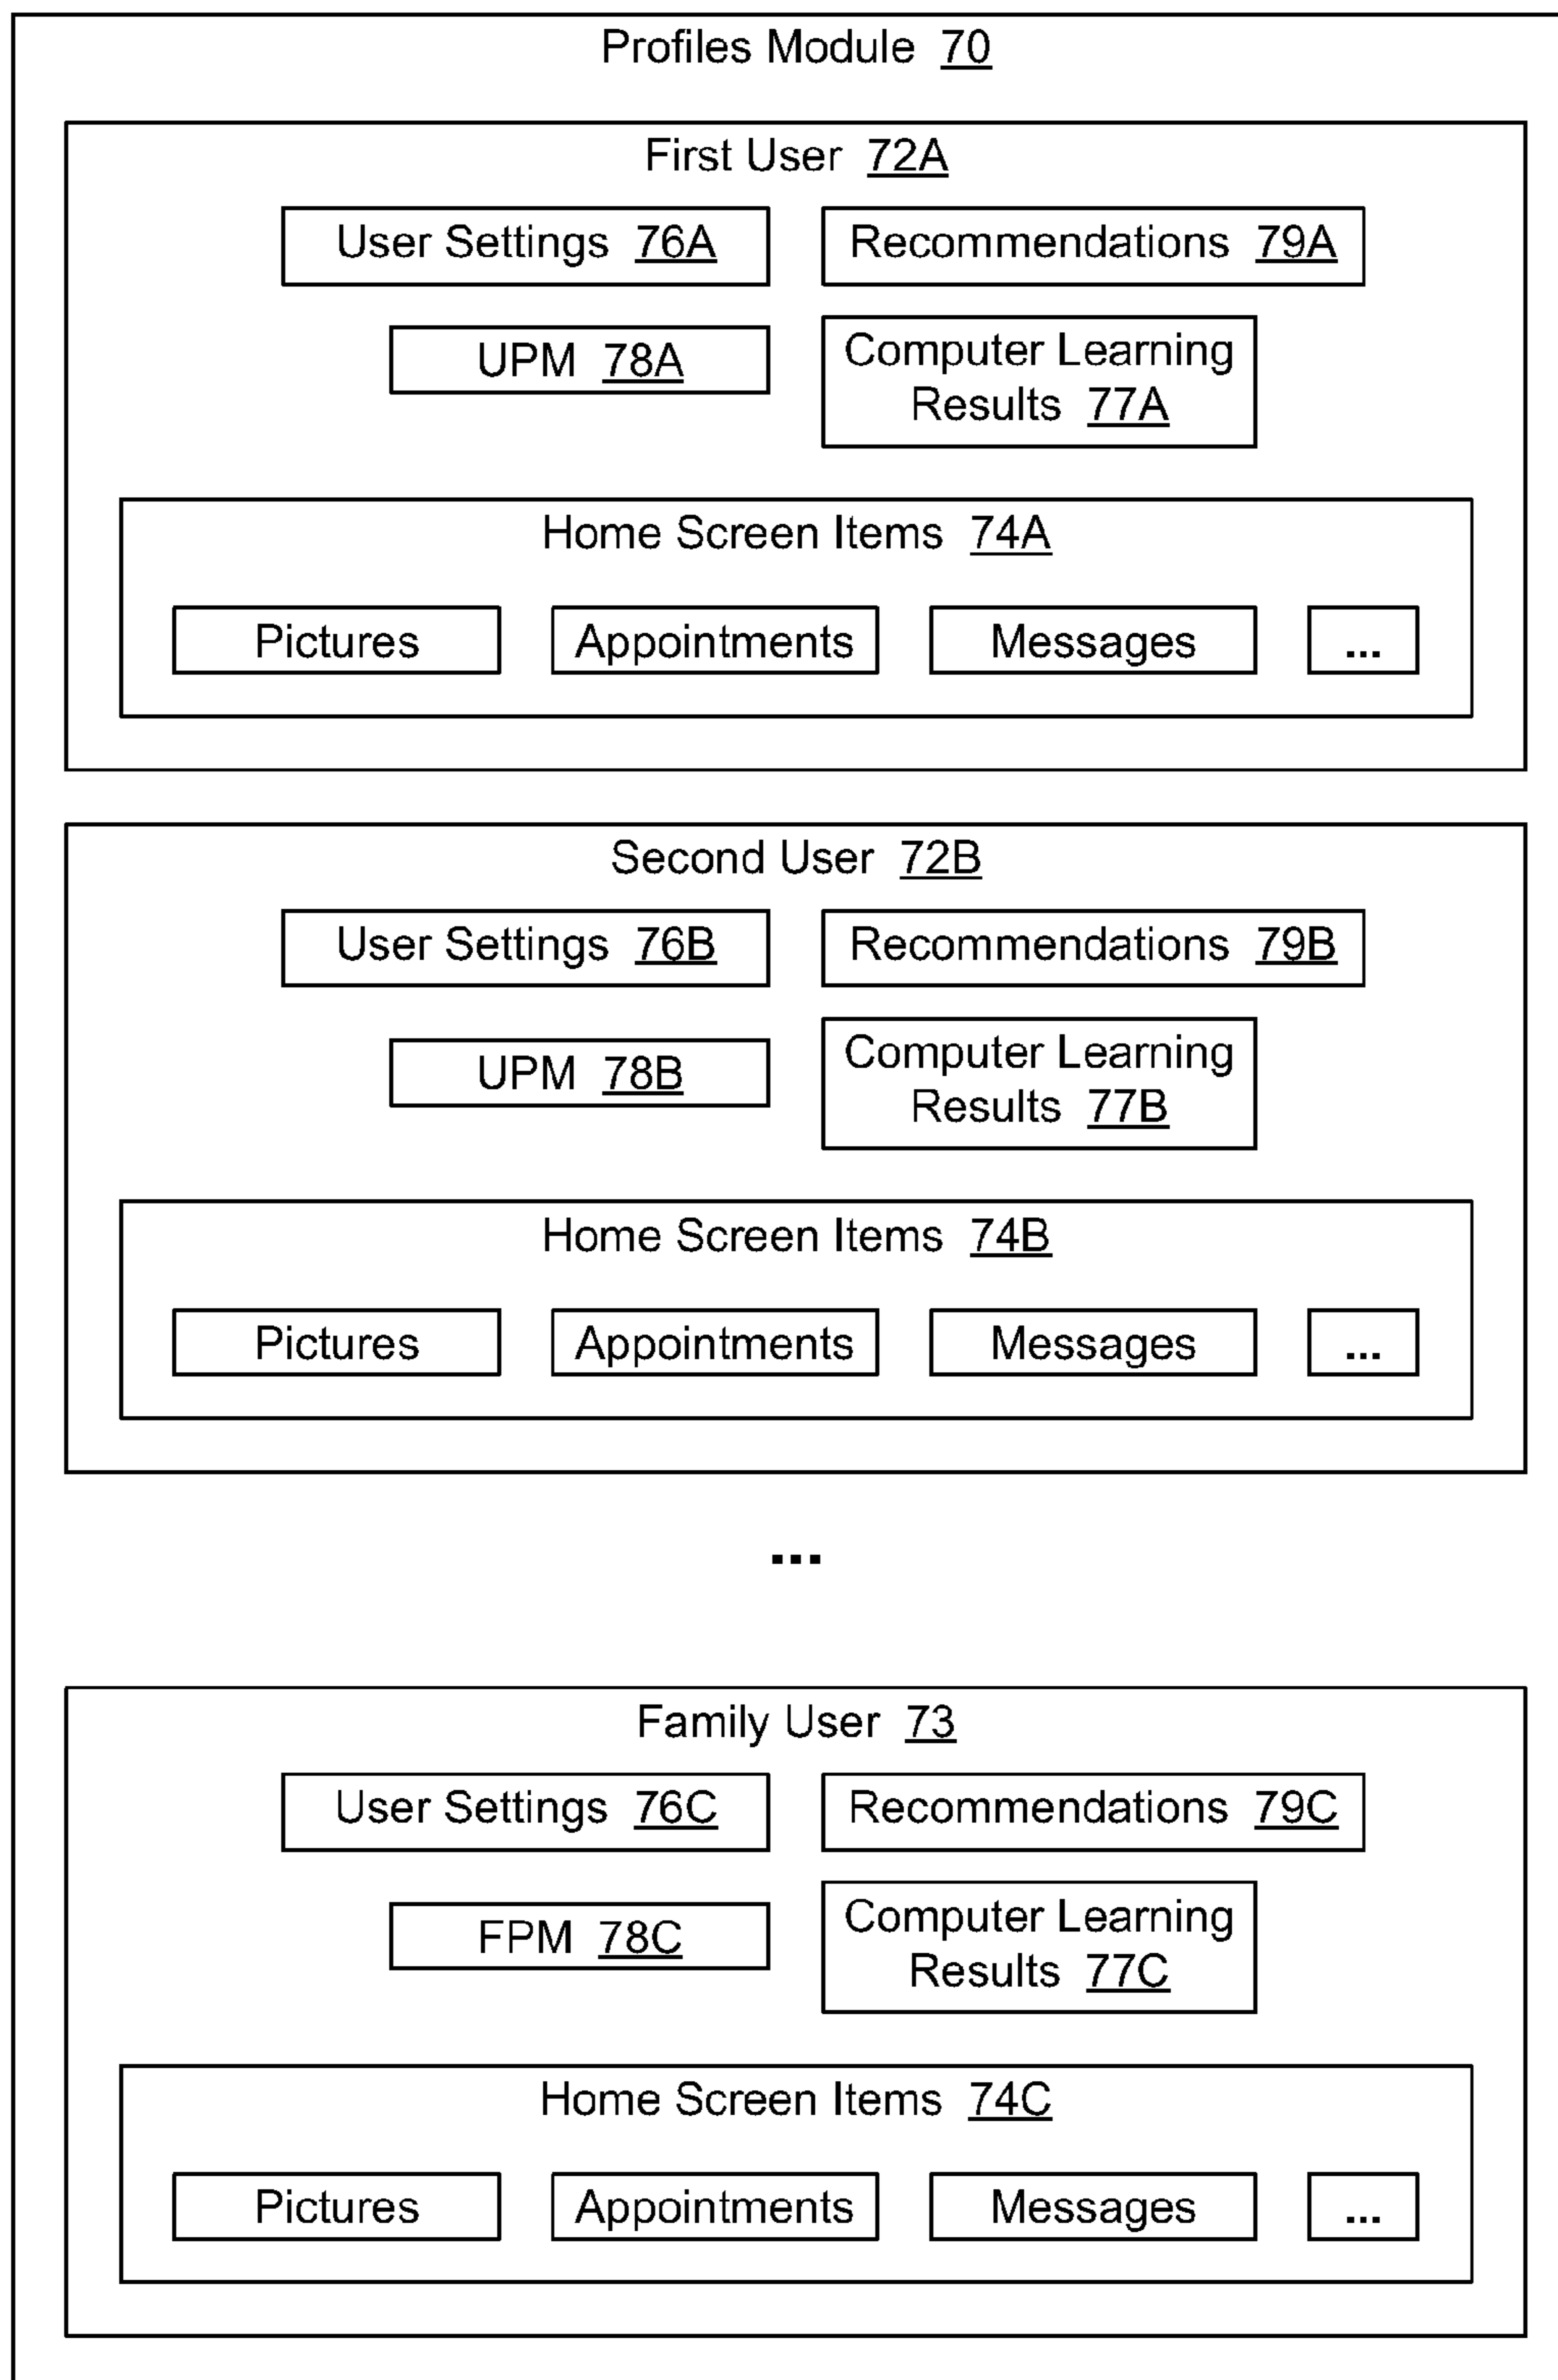 Profiles Module 70
First User 72A
User Settings 76A
Recommendations 79A
UPM 78A
Computer Learning
Results 77A
Home Screen Items 74A
Pictures
Appointments
Messages
...
Second User 72B
User Settings 76B
Recommendations 79B
UPM 78B
Computer Learning
Results 77B
Home Screen Items 74B
Pictures
Appointments
Messages
...
...
Family User 73
User Settings 76C
Recommendations 79C
FPM 78C
Computer Learning
Results 77C
Home Screen Items 74C
Pictures
Appointments
Messages
...